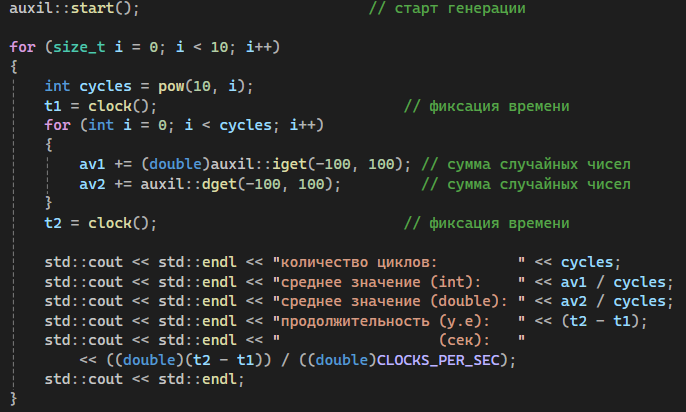 auxil::start();                          // старт генерации
for (size_t i = 0; i < 10; i++)
{
    int cycles = pow(10, i);
    t1 = clock();                            // фиксация времени
    for (int i = 0; i < cycles; i++)
    {
        av1 += (double)auxil::iget(-100, 100); // сумма случайных чисел
        av2 += auxil::dget(-100, 100);         // сумма случайных чисел
    }
    t2 = clock();                            // фиксация времени
    std::cout << std::endl << "количество циклов:         " << cycles;
    std::cout << std::endl << "среднее значение (int):    " << av1 / cycles;
    std::cout << std::endl << "среднее значение (double): " << av2 / cycles;
    std::cout << std::endl << "продолжительность (у.е):   " << (t2 - t1);
    std::cout << std::endl << "                  (сек):   "
        << ((double)(t2 - t1)) / ((double)CLOCKS_PER_SEC);
    std::cout << std::endl;
}